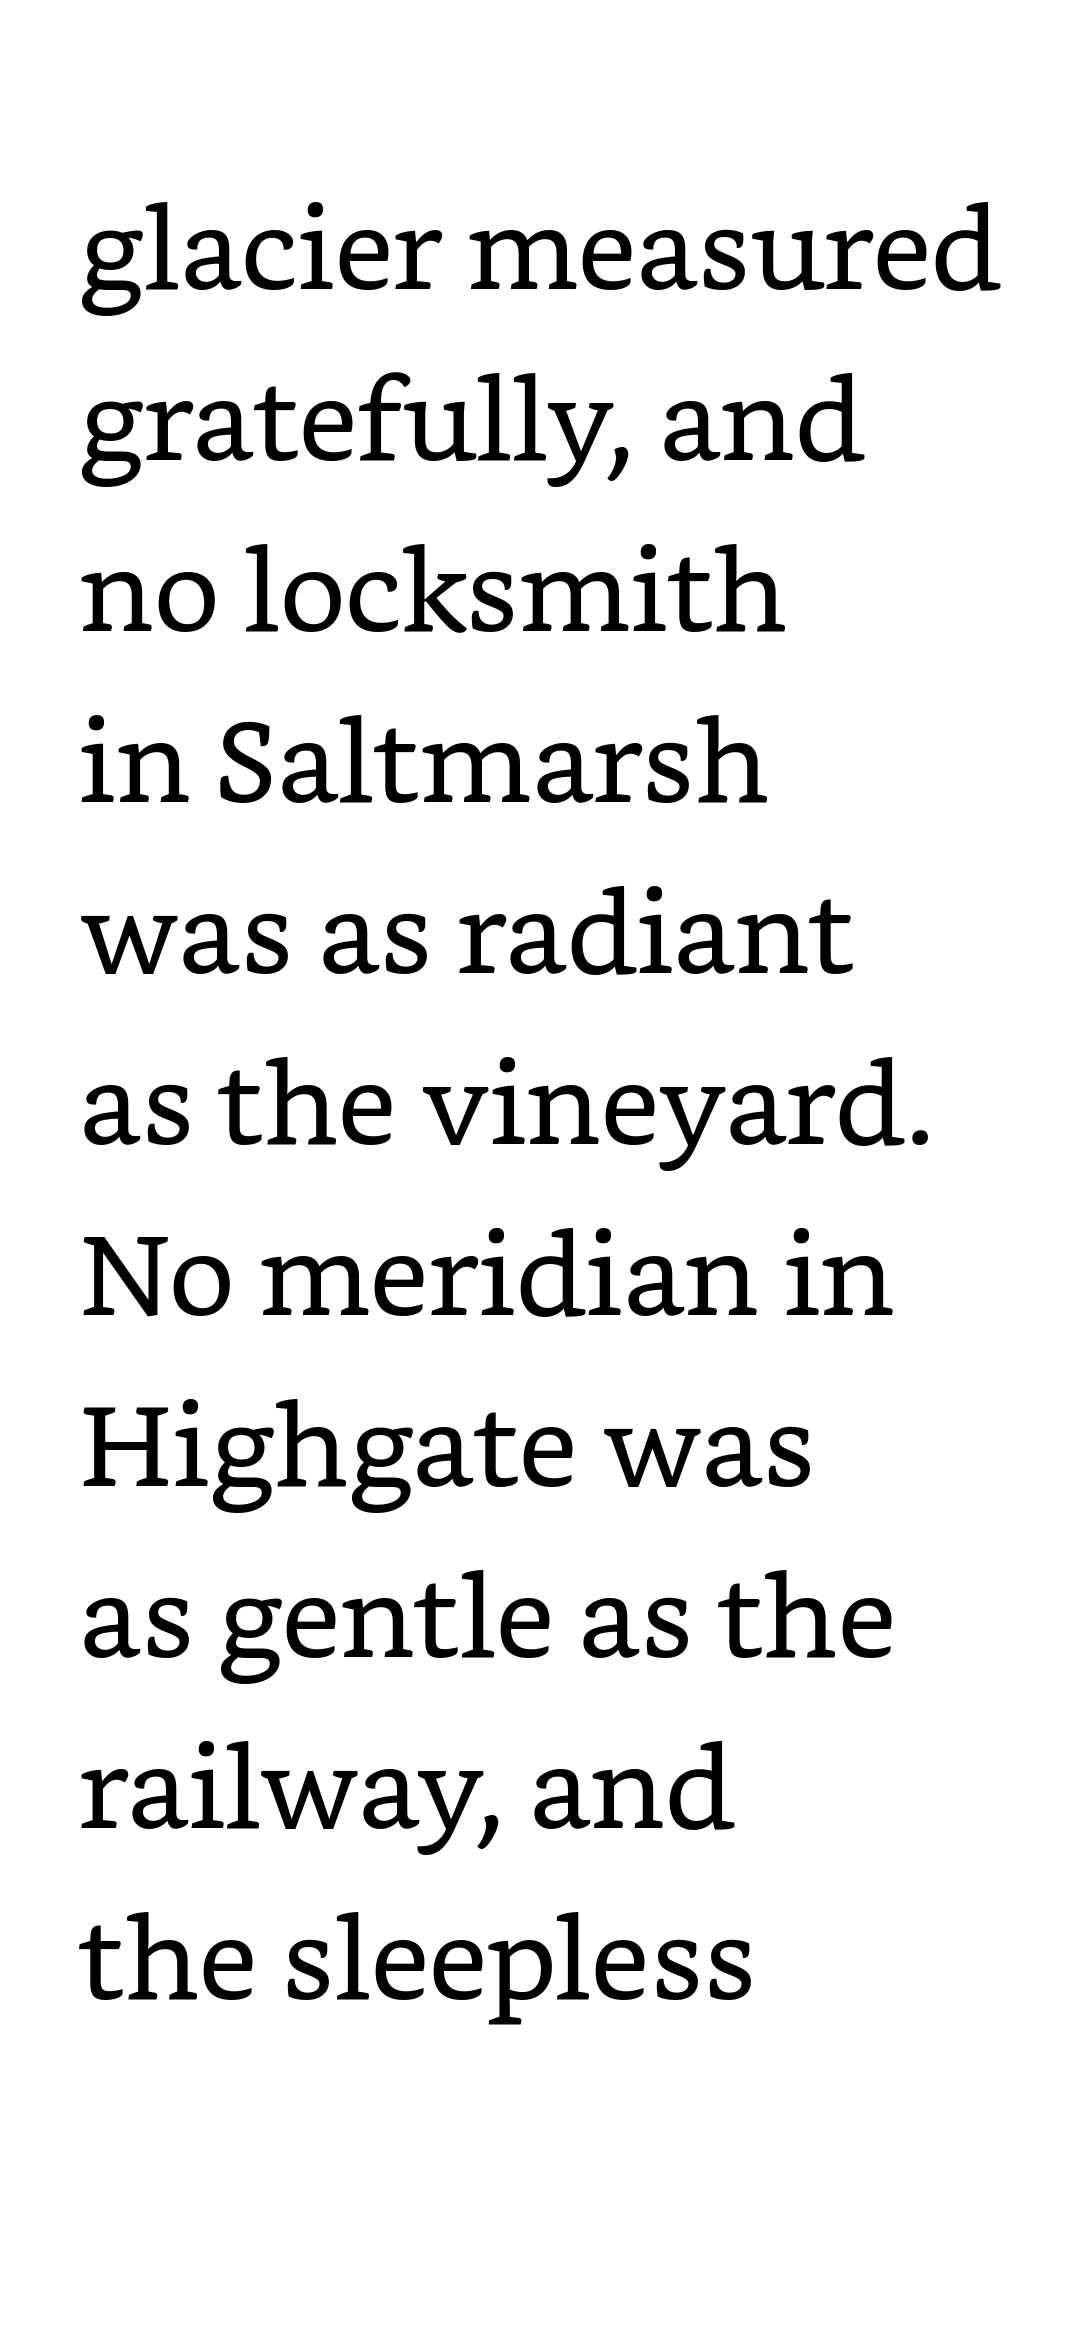 glacier measured
gratefully, and
no locksmith
in Saltmarsh
was as radiant
as the vineyard.
No meridian in
Highgate was
as gentle as the
railway, and
the sleepless